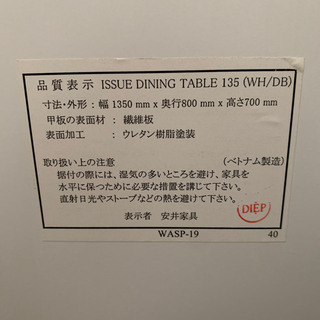 品質表示 ISSUE DINING TABLE 135 (WH/DB)
寸法・外形：幅 1350 mm x 奥行800 mm x 高さ700 mm
甲板の表面材 ：繊維板
表面加工 ：ウレタン樹脂塗装
取り扱い上の注意 (ベトナム製造)
据付の際には、湿気の多いところを避け、家具を
水平に保つために必要な措置を講じて下さい。
直射日光やストーブなどの熱を避けて下さい。
表示者 安井家具
DIEP
WASP-19 40